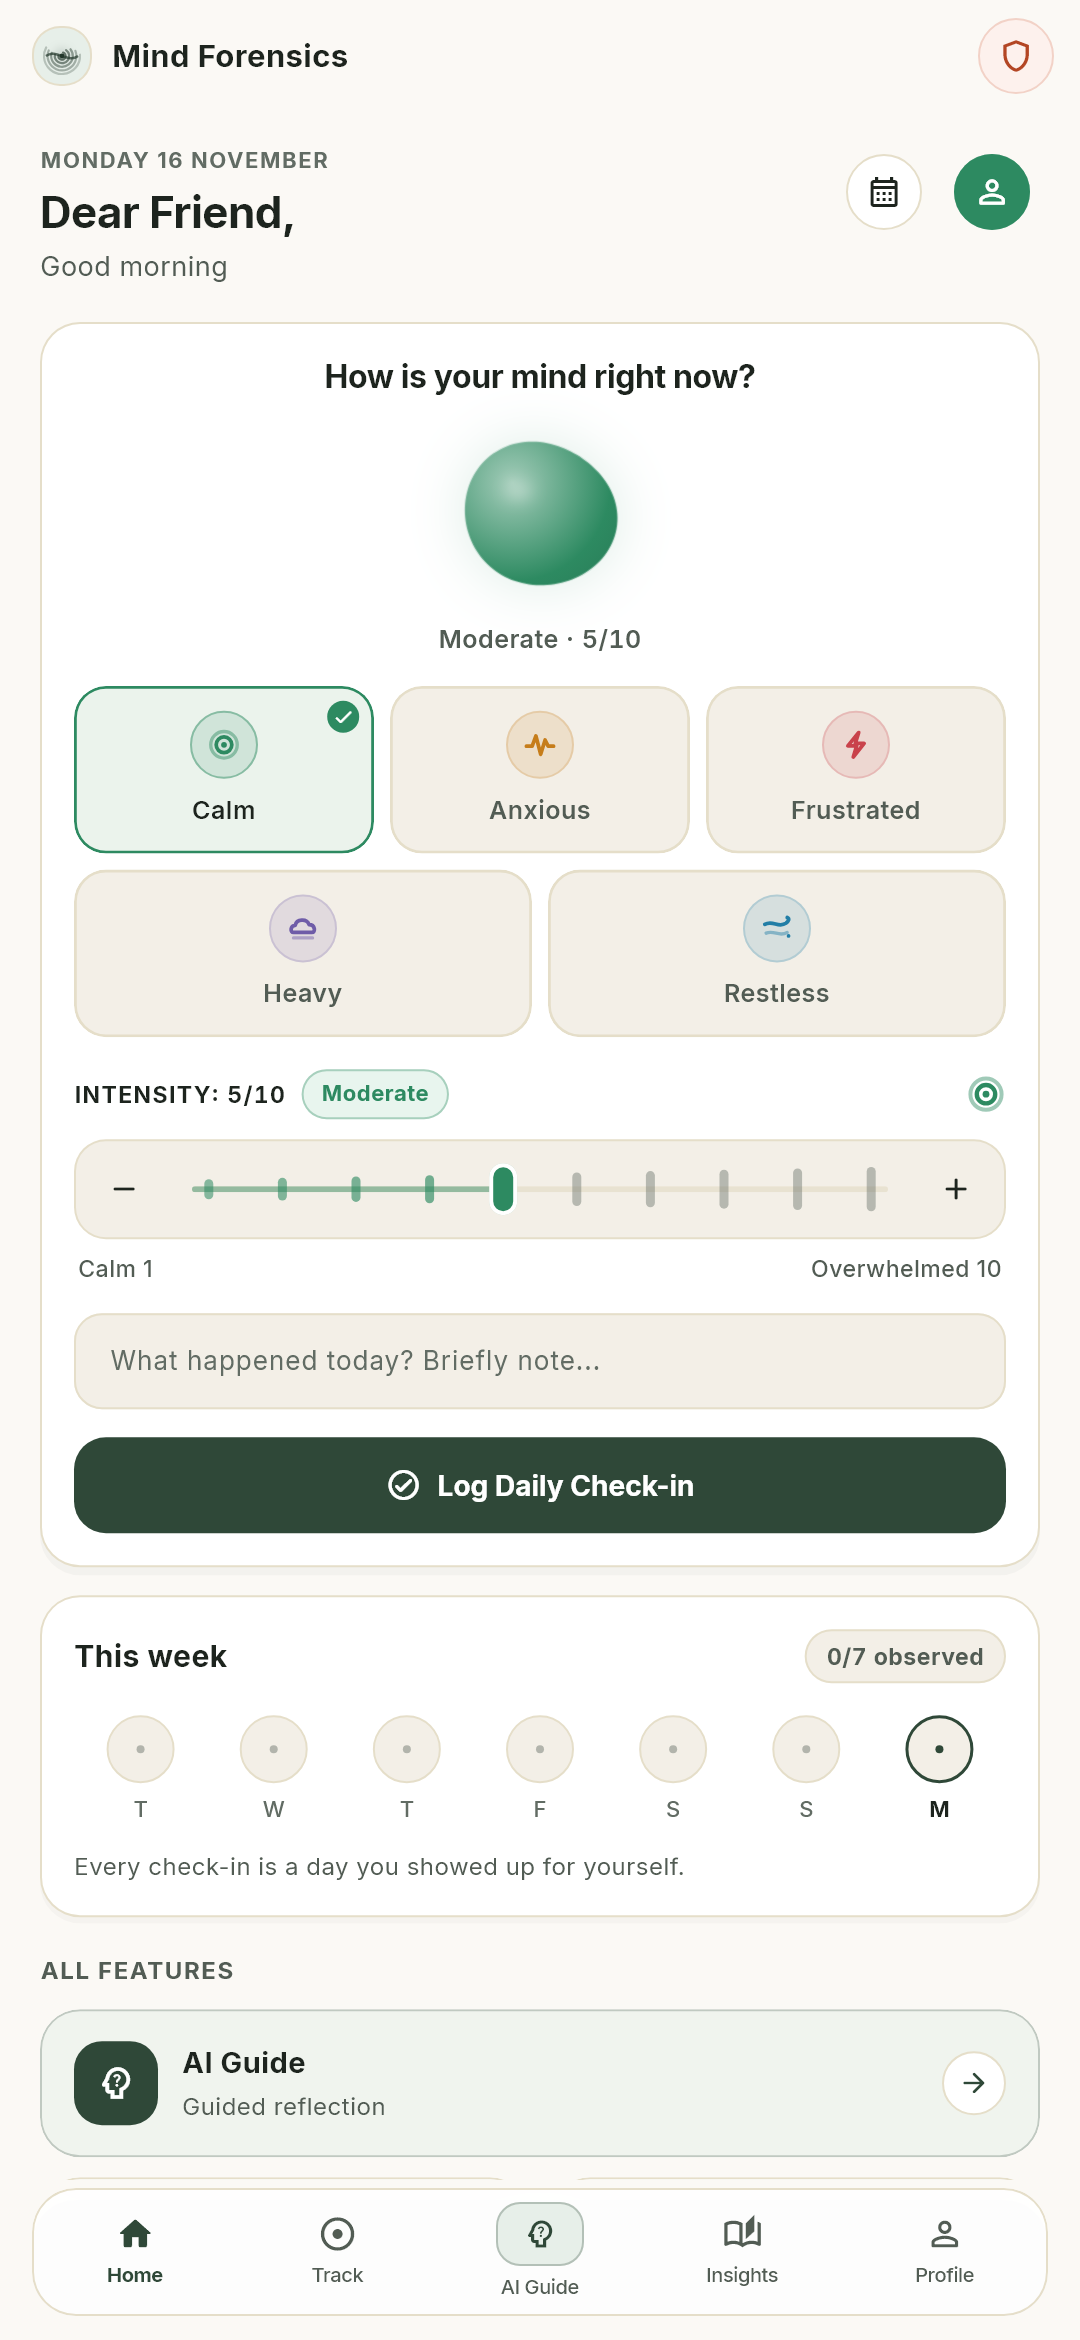 Mind Forensics
MONDAY 16 NOVEMBER
Dear Friend,
Good morning
How is your mind right now?
Moderate · 5/10
Calm
Anxious
Frustrated
Heavy
Restless
INTENSITY: 5/10
Moderate
Calm 1
Overwhelmed 10
What happened today? Briefly note...
Log Daily Check-in
This week
0/7 observed
T W T F S S M
Every check-in is a day you showed up for yourself.
ALL FEATURES
AI Guide
Guided reflection
Home
Track
AI Guide
Insights
Profile